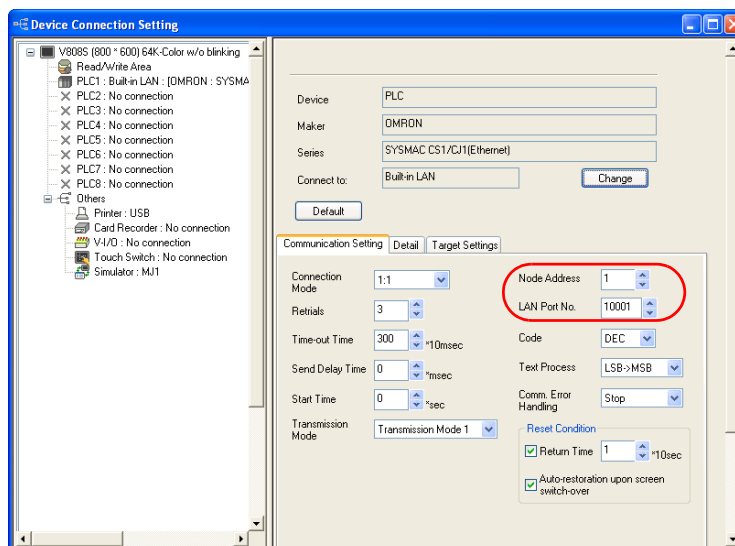 Device Connection Setting
V808S (800 * 600) 64K-Color w/o blinking
Read/Write Area
PLC1 : Built-in LAN : [OMRON : SYSMA
PLC2 : No connection
PLC3 : No connection
PLC4 : No connection
PLC5 : No connection
PLC6 : No connection
PLC7 : No connection
PLC8 : No connection
Others
Printer : USB
Card Recorder : No connection
V-I/O : No connection
Touch Switch : No connection
Simulator : MJ1
Device PLC
Maker OMRON
Series SYSMAC CS1/CJ1(Ethernet)
Connect to: Built-in LAN Change
Default
Communication Setting Detail Target Settings
Connection Mode 1:1
Retrials 3
Time-out Time 300 *10msec
Send Delay Time 0 *msec
Start Time 0 *sec
Transmission Mode Transmission Mode 1
Node Address 1
LAN Port No. 10001
Code DEC
Text Process LSB->MSB
Comm. Error Handling Stop
Reset Condition
Return Time 1 *10sec
Auto-restoration upon screen
switch-over